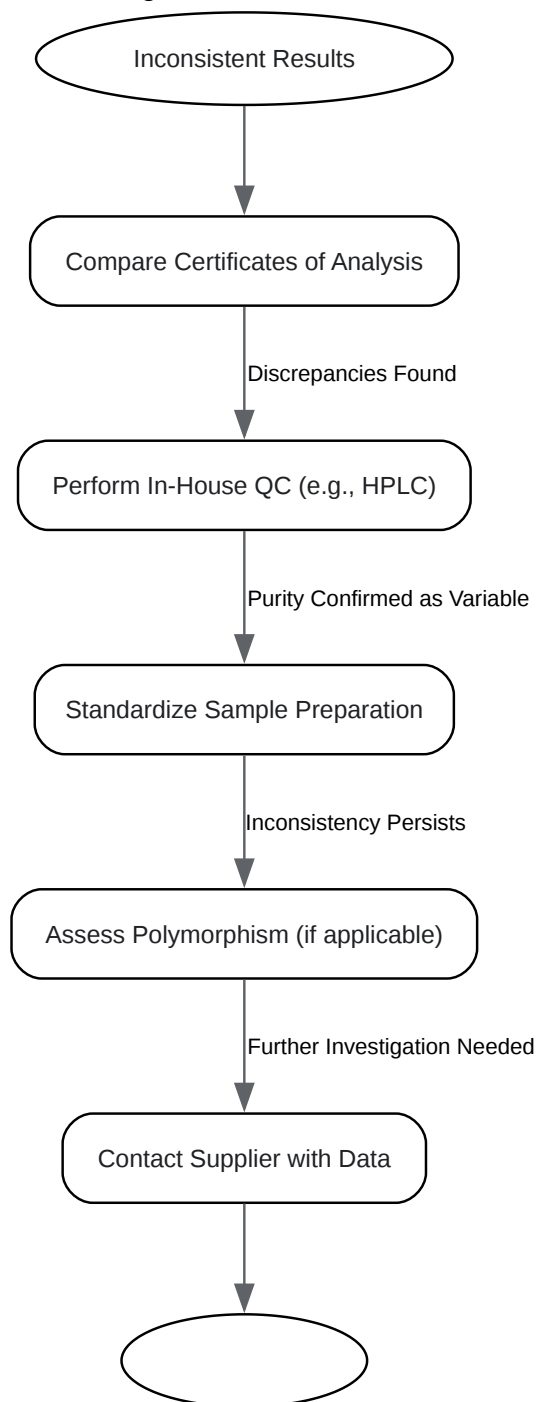 Inconsistent Results
Compare Certificates of Analysis
Discrepancies Found
Perform In-House QC (e.g., HPLC)
Purity Confirmed as Variable
Standardize Sample Preparation
Inconsistency Persists
Assess Polymorphism (if applicable)
Further Investigation Needed
Contact Supplier with Data